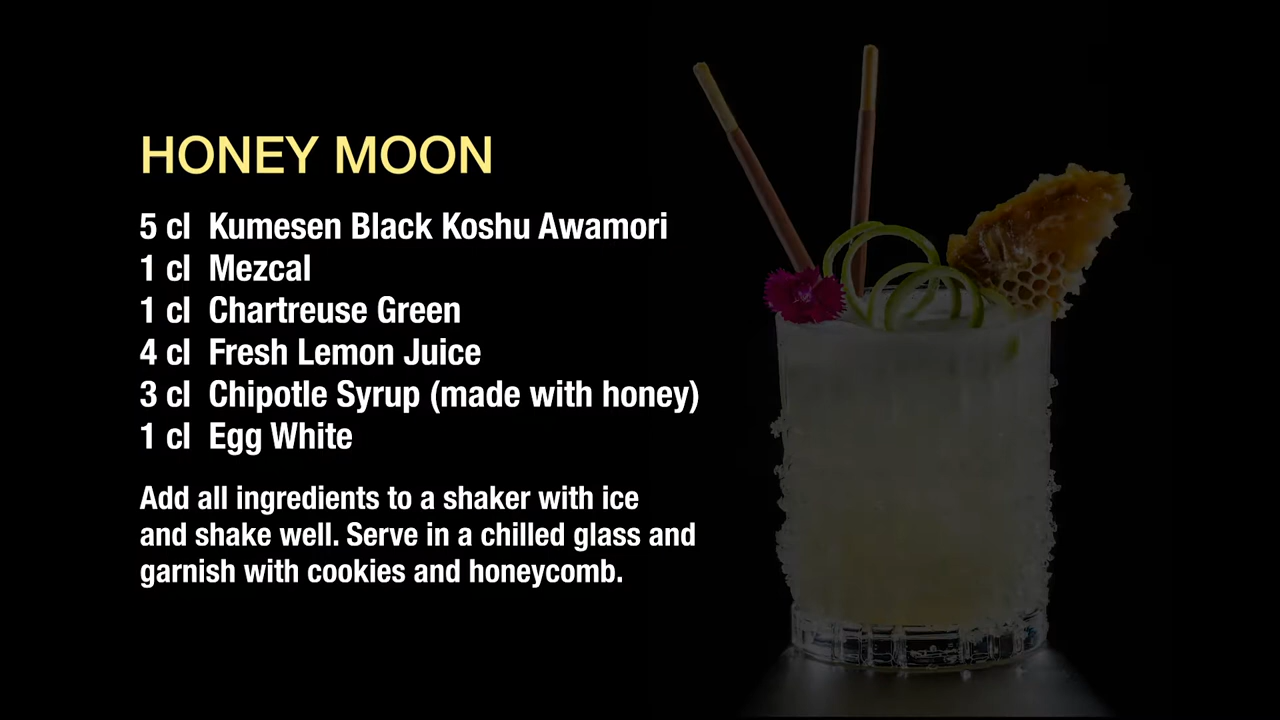 HONEY MOON
5 cl Kumesen Black Koshu Awamori
1 cl Mezcal
1 cl Chartreuse Green
4 cl Fresh Lemon Juice
3 cl Chipotle Syrup (made with honey)
1 cl Egg White
Add all ingredients to a shaker with ice
and shake well. Serve in a chilled glass and
garnish with cookies and honeycomb.